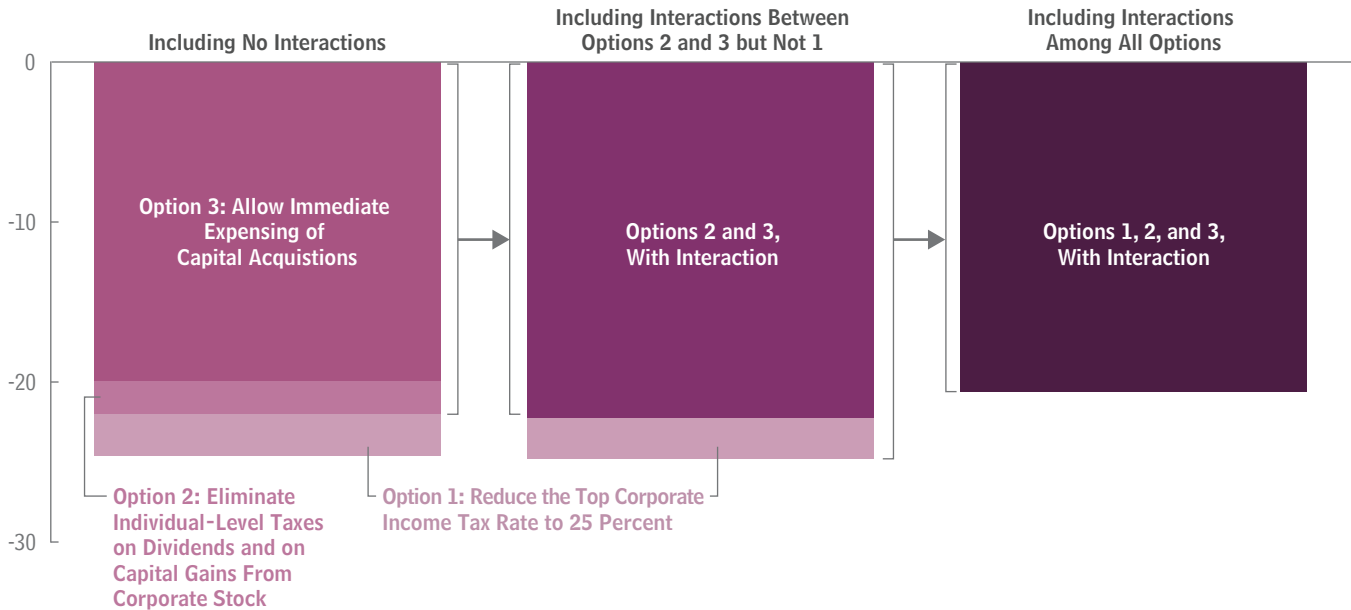 Including No Interactions
Including Interactions Between
Options 2 and 3 but Not 1
Including Interactions
Among All Options
0
-10
-20
-30
Option 3: Allow Immediate
Expensing of
Capital Acquistions
Options 2 and 3,
With Interaction
Options 1, 2, and 3,
With Interaction
Option 2: Eliminate
Individual-Level Taxes
on Dividends and on
Capital Gains From
Corporate Stock
Option 1: Reduce the Top Corporate
Income Tax Rate to 25 Percent